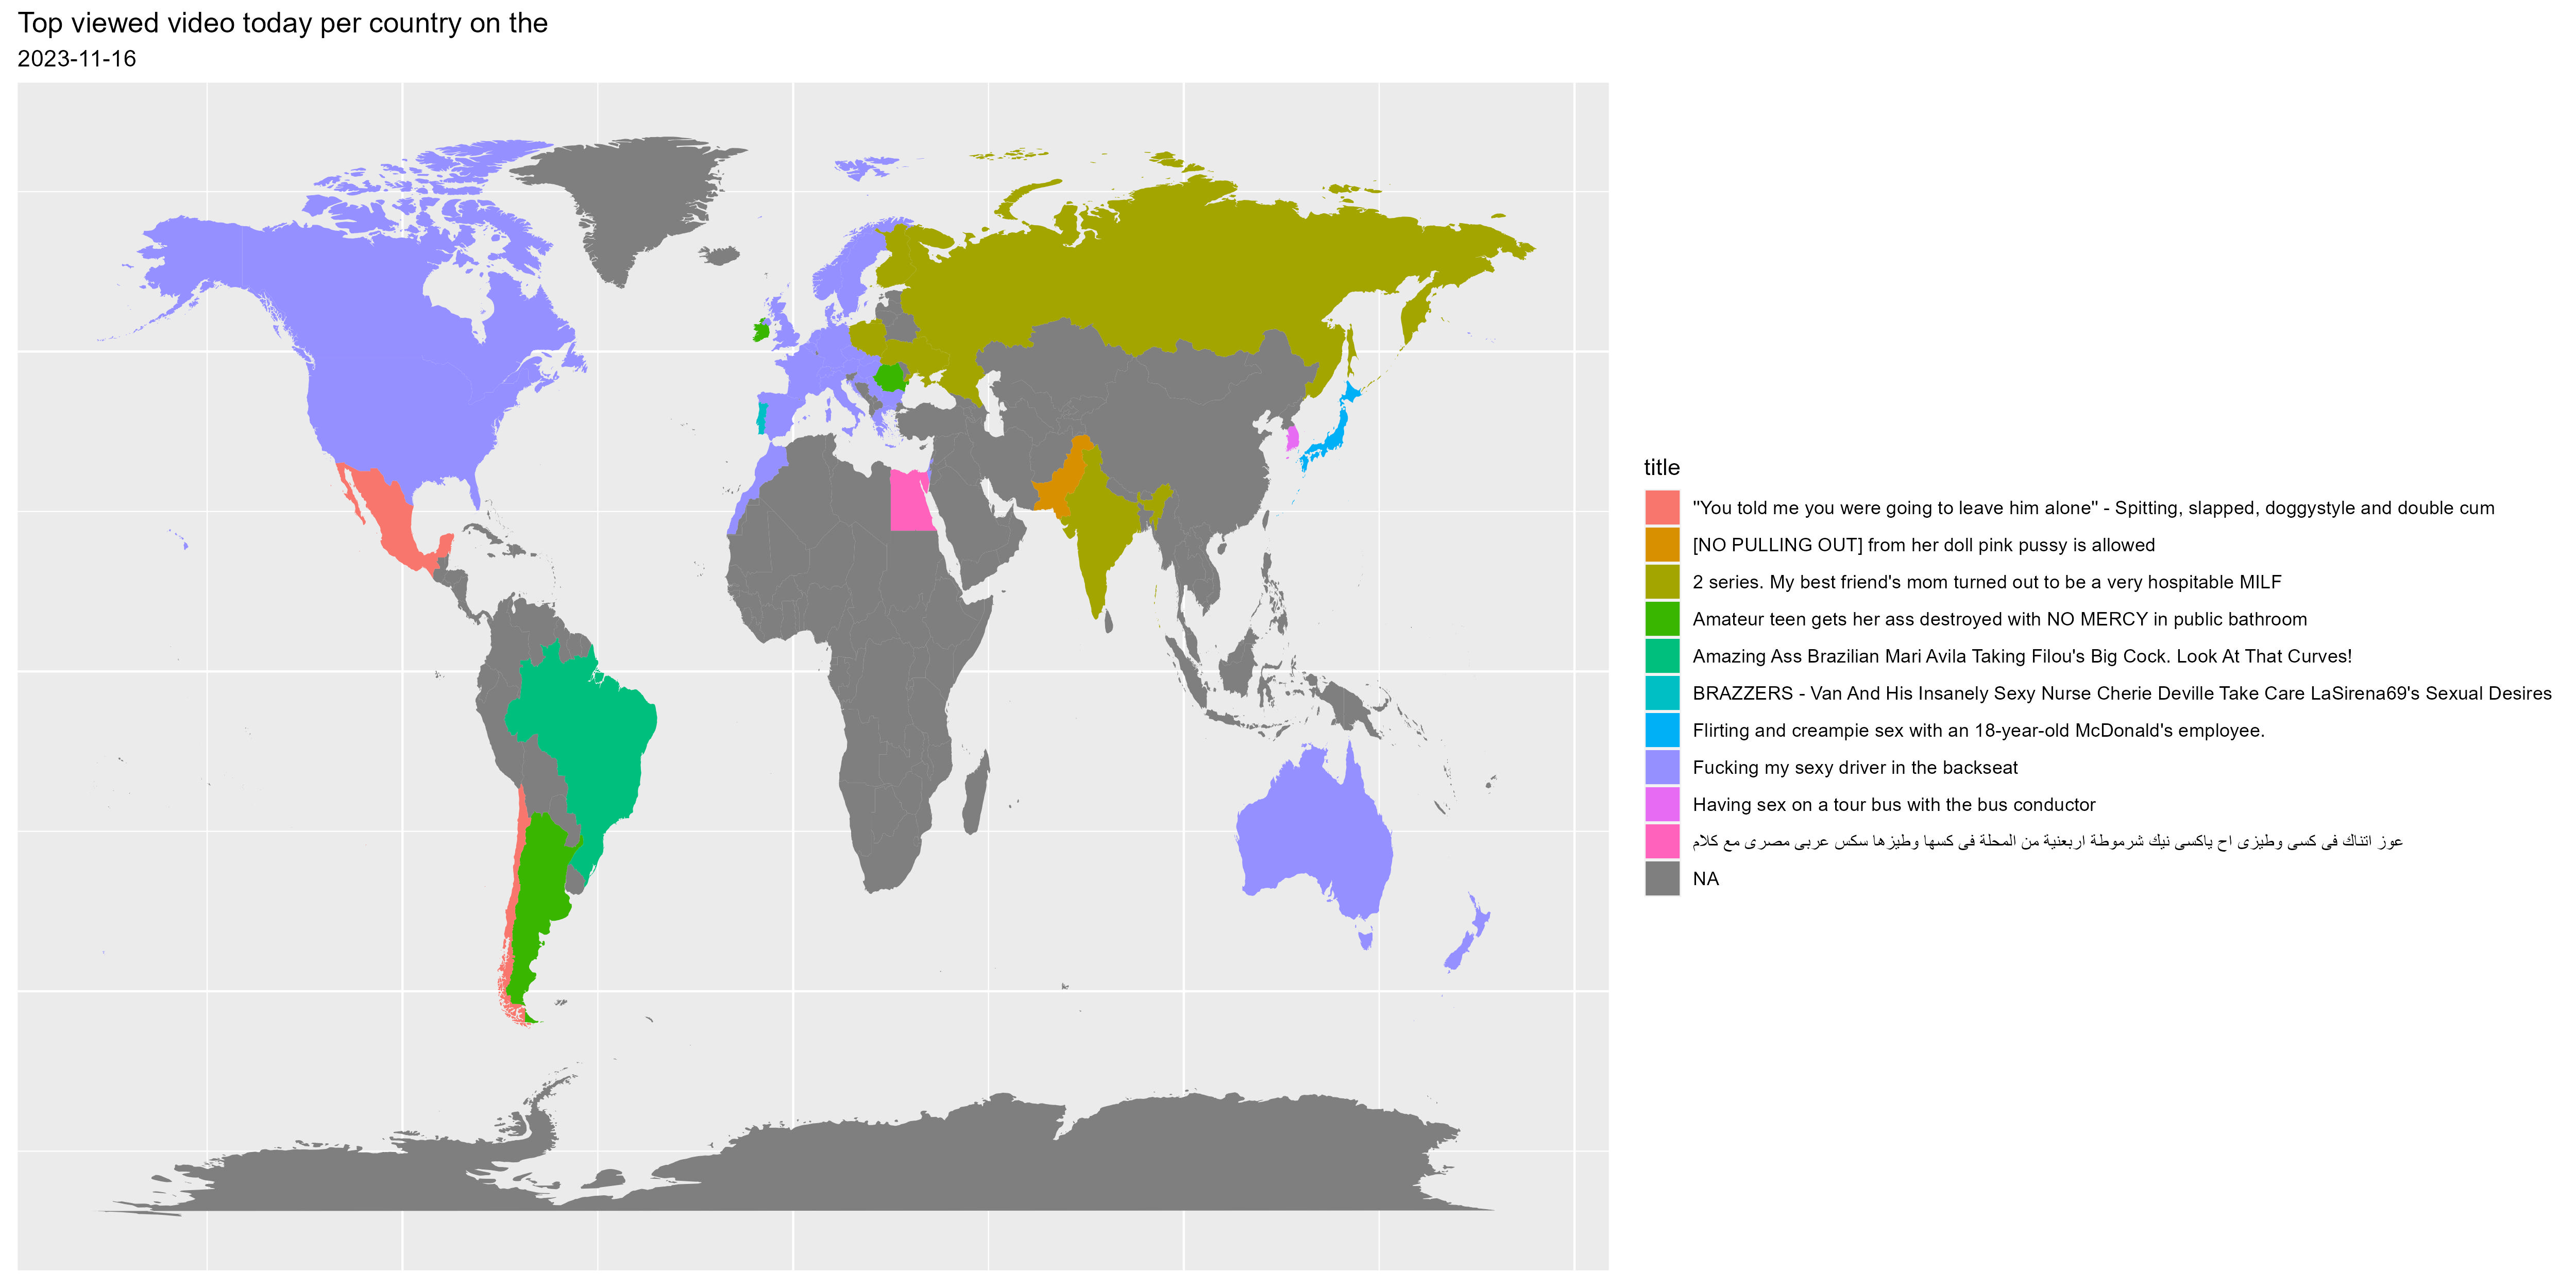 Top viewed video today per country on the
2023-11-16
title
"You told me you were going to leave him alone" - Spitting, slapped, doggystyle and double cum
[NO PULLING OUT] from her doll pink pussy is allowed
2 series. My best friend's mom turned out to be a very hospitable MILF
Amateur teen gets her ass destroyed with NO MERCY in public bathroom
Amazing Ass Brazilian Mari Avila Taking Filou's Big Cock. Look At That Curves!
BRAZZERS - Van And His Insanely Sexy Nurse Cherie Deville Take Care LaSirena69's Sexual Desires
Flirting and creampie sex with an 18-year-old McDonald's employee.
Fucking my sexy driver in the backseat
Having sex on a tour bus with the bus conductor
عوز اتناك فى كسى وطيزى اح ياكسى نيك شرموطة اربعنية من المحلة فى كسها وطيزها سكس عربى مصرى مع كلام
NA